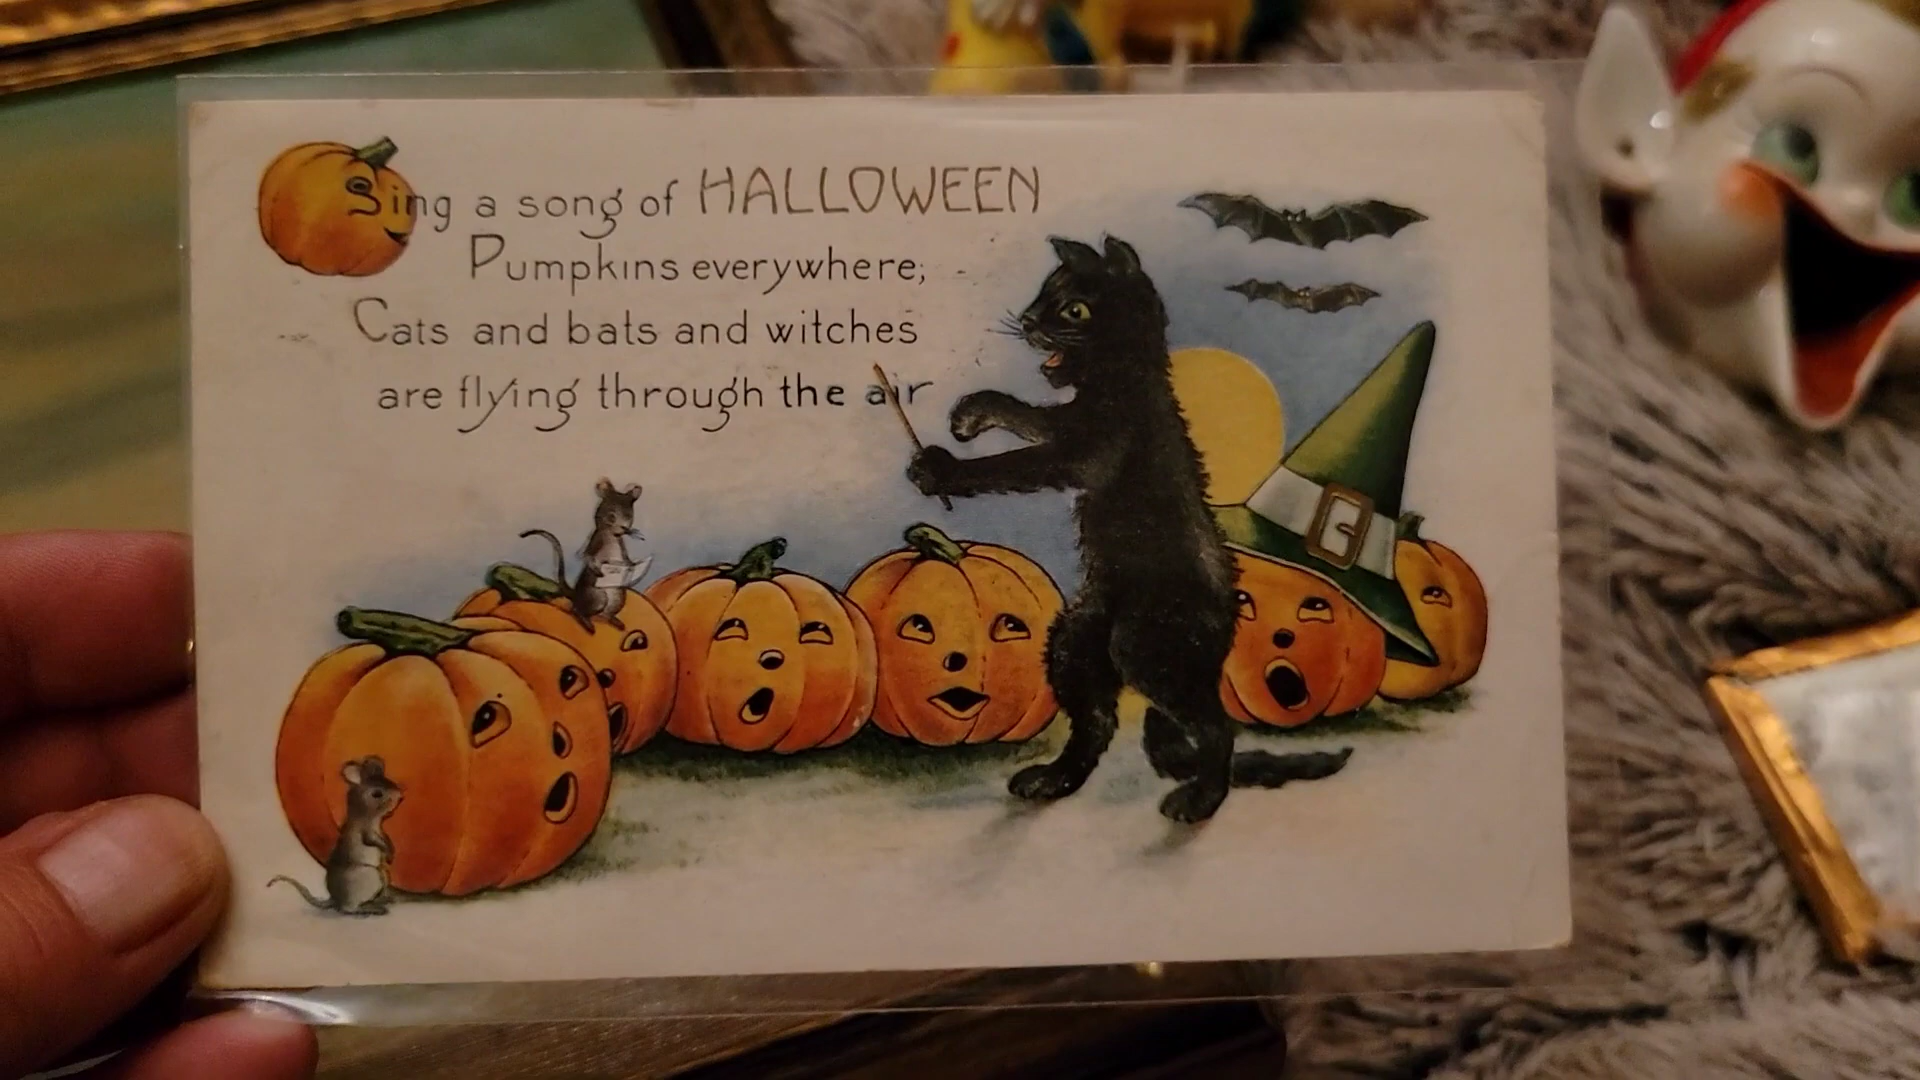 Sing a song of HALLOWEEN
Pumpkins everywhere;
Cats and bats and witches
are flying through the air